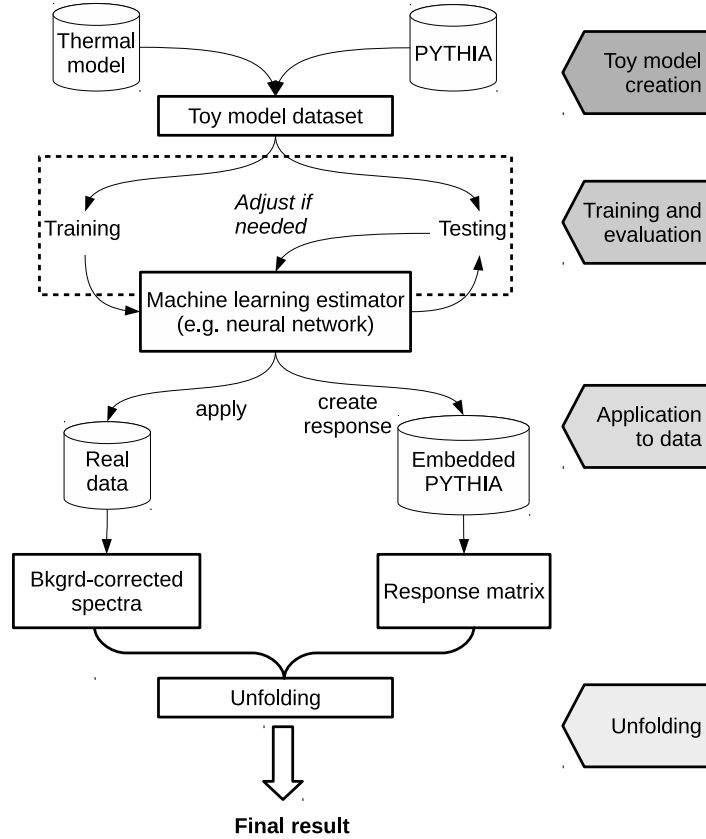 Thermal
model
PYTHIA
Toy model
creation
Toy model dataset
Training and
evaluation
Adjust if
needed
Training
Testing
Machine learning estimator
(e.g. neural network)
apply
create
response
Application
to data
Real
data
Embedded
PYTHIA
Bkgrd-corrected
spectra
Response matrix
Unfolding
Unfolding
Final result